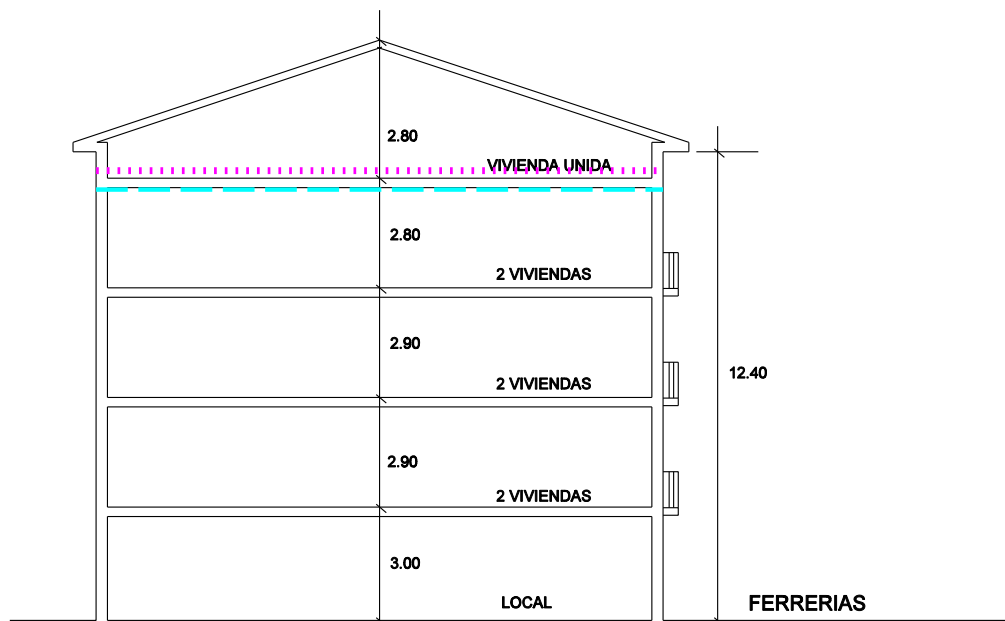 2.80
VIVIENDA UNIDA
2.80
2 VIVIENDAS
2.90
2 VIVIENDAS
12.40
2.90
2 VIVIENDAS
3.00
LOCAL
FERRERIAS